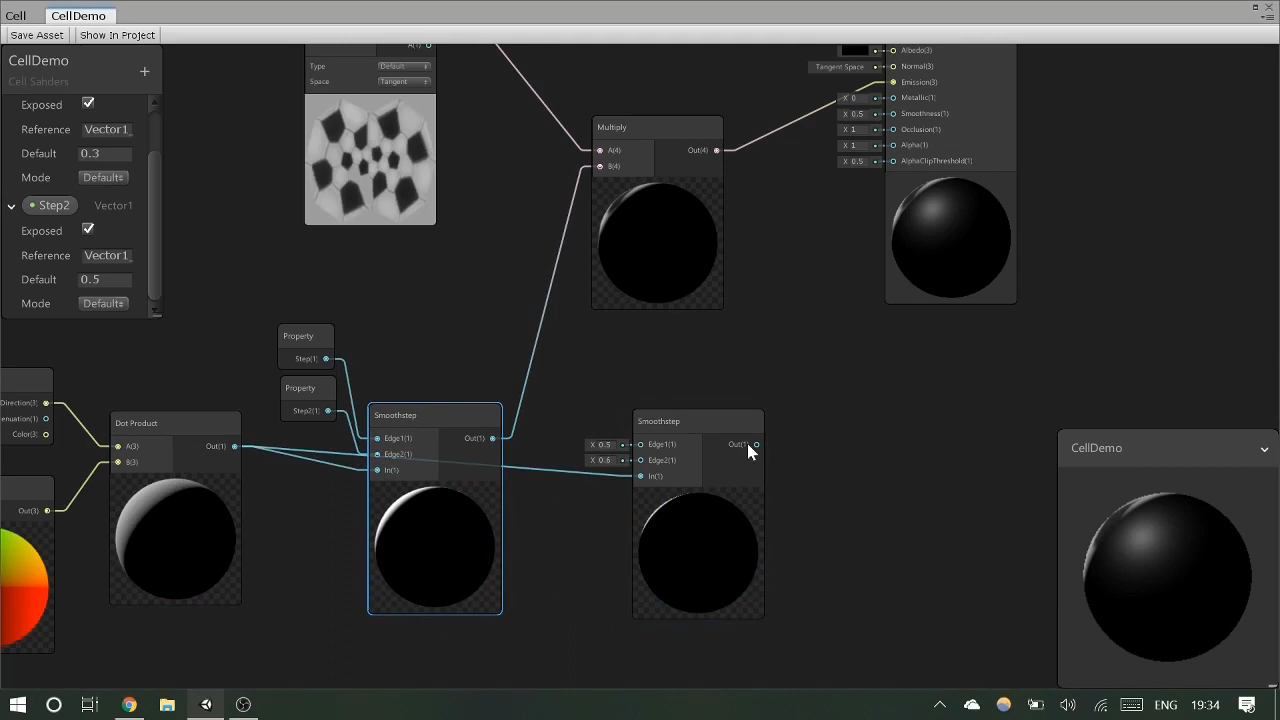 Cell
CellDemo
Save Asset
Show In Project
CellDemo
Cell Sanders
Exposed
Reference
Vector1_
Default
0.3
Mode
Default
Step2
Vector1
Exposed
Reference
Vector1_
Default
0.5
Mode
Default
A(1)
Type
Default
Space
Tangent
Multiply
A(4)
Out(4)
B(4)
Albedo(3)
Tangent Space
Normal(3)
Emission(3)
X 0
Metallic(1)
X 0.5
Smoothness(1)
X 1
Occlusion(1)
X 1
Alpha(1)
X 0.5
AlphaClipThreshold(1)
Property
Step(1)
Property
Step2(1)
Direction(3)
enuation(1)
Color(3)
Out(3)
Dot Product
A(3)
Out(1)
B(3)
Smoothstep
Edge1(1)
Out(1)
Edge2(1)
In(1)
Smoothstep
X 0.5
Edge1(1)
Out(1)
X 0.6
Edge2(1)
In(1)
CellDemo
ENG
19:34